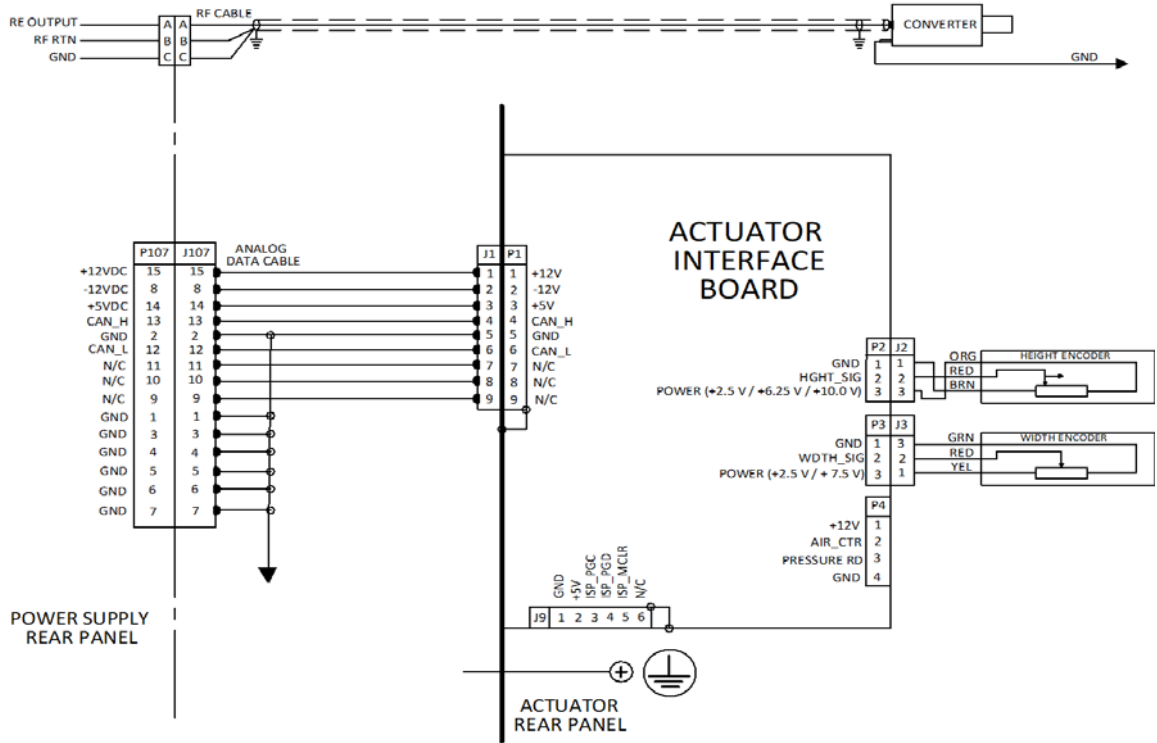 RE OUTPUT A A RF CABLE
RF RTN B B
GND C C
CONVERTER
GND
P107 J107 ANALOG
DATA CABLE
+12VDC 15 15
-12VDC 8 8
+5VDC 14 14
CAN_H 13 13
GND 2 2
CAN_L 12 12
N/C 11 11
N/C 10 10
N/C 9 9
GND 1 1
GND 3 3
GND 4 4
GND 5 5
GND 6 6
GND 7 7
POWER SUPPLY
REAR PANEL
J1 P1
1 1 +12V
2 2 -12V
3 3 +5V
4 4 CAN_H
5 5 GND
6 6 CAN_L
7 7 N/C
8 8 N/C
9 9 N/C
ACTUATOR
INTERFACE
BOARD
P2 J2
GND 1 1 ORG
HGHT_SIG 2 2 RED
POWER (+2.5 V / +6.25 V / +10.0 V) 3 3 BRN
HEIGHT ENCODER
P3 J3
GND 1 3 GRN
WDTH_SIG 2 2 RED
POWER (+2.5 V / + 7.5 V) 3 1 YEL
WIDTH ENCODER
P4
+12V 1
AIR_CTR 2
PRESSURE RD 3
GND 4
GND
+5V
ISP_PGC
ISP_PGD
ISP_MCLR
N/C
J9 1 2 3 4 5 6
ACTUATOR
REAR PANEL